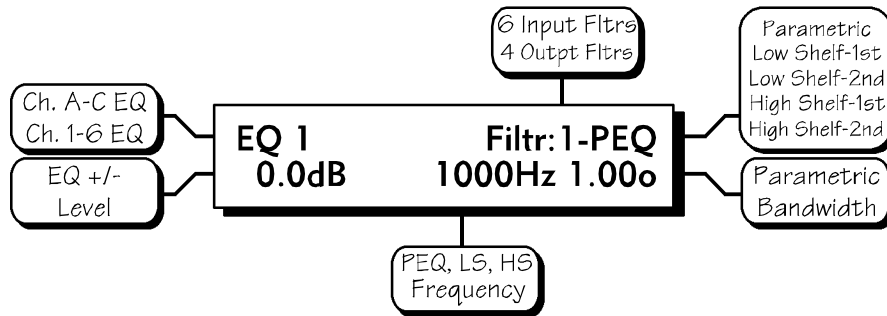 6 Input Fltrs
4 Outpt Fltrs
Parametric
Low Shelf-1st
Low Shelf-2nd
High Shelf-1st
High Shelf-2nd
Ch. A-C EQ
Ch. 1-6 EQ
EQ 1 Filtr:1-PEQ
0.0dB 1000Hz 1.00o
EQ +/-
Level
Parametric
Bandwidth
PEQ, LS, HS
Frequency